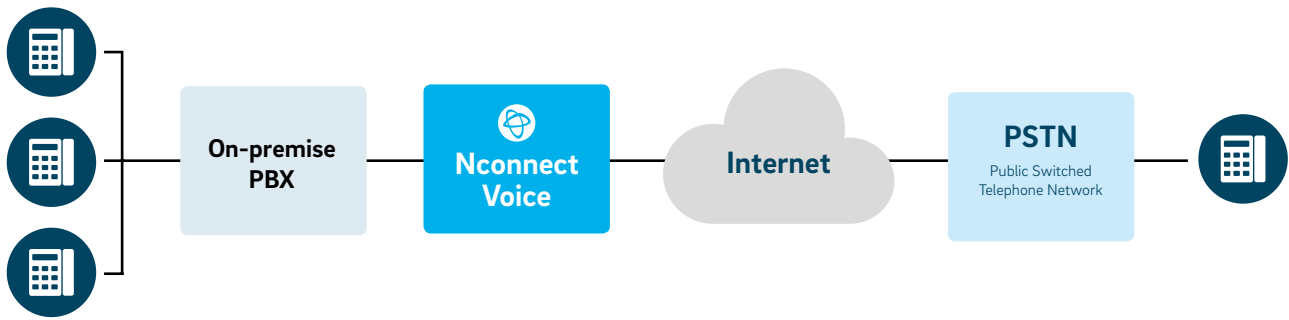 On-premise
PBX
Nconnect
Voice
Internet
PSTN
Public Switched
Telephone Network